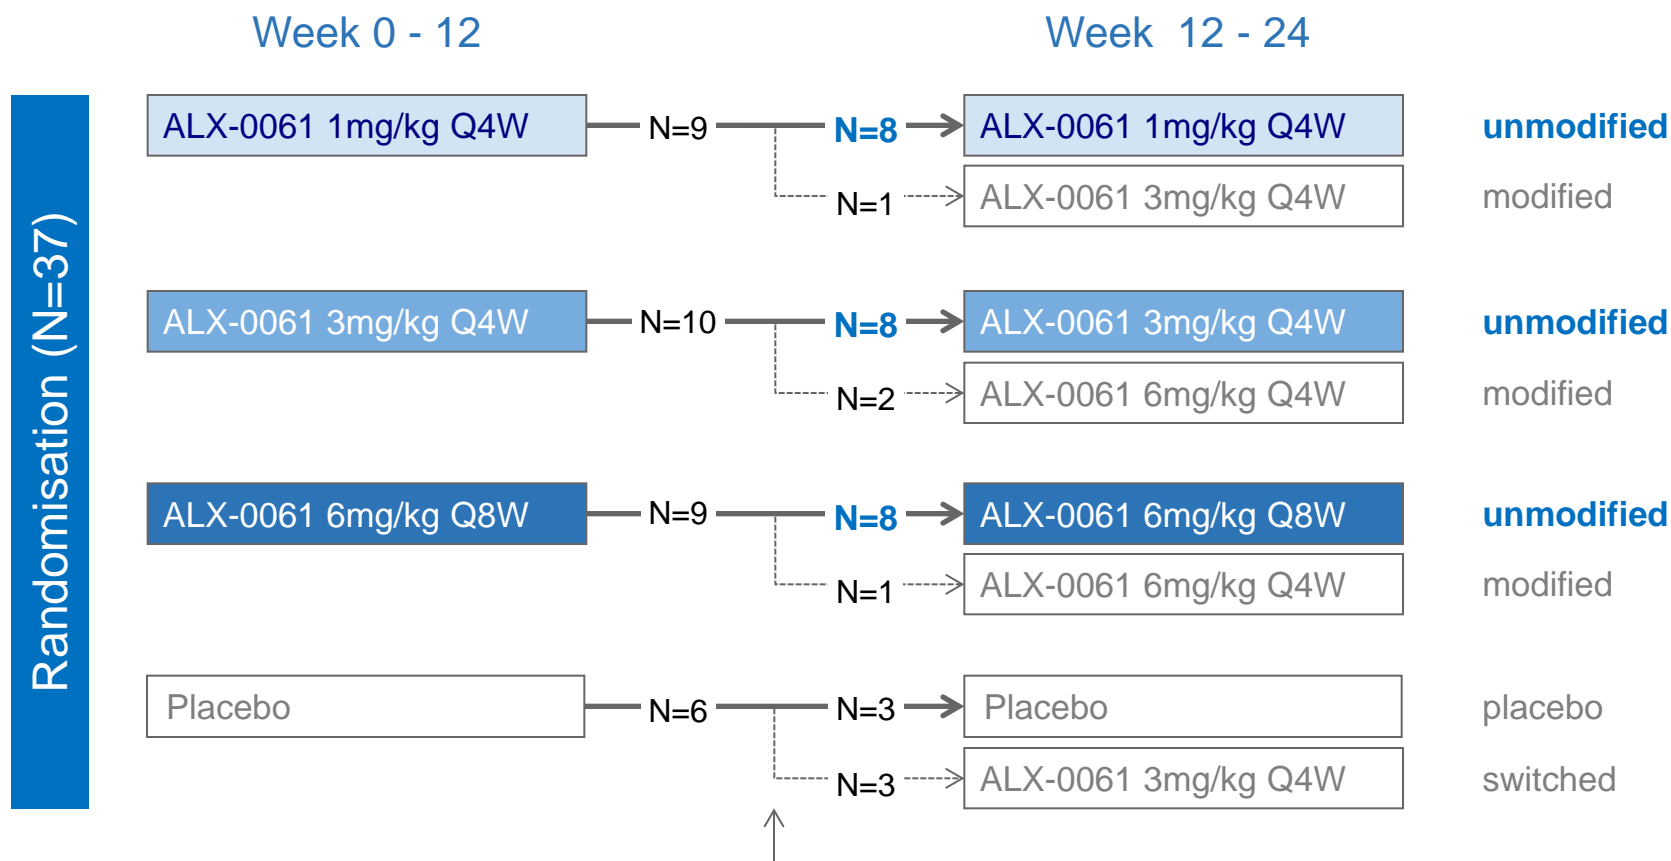 Week 0 - 12
Week 12 - 24
Randomisation (N=37)
ALX-0061 1mg/kg Q4W
N=9
N=8
ALX-0061 1mg/kg Q4W
unmodified
N=1
ALX-0061 3mg/kg Q4W
modified
ALX-0061 3mg/kg Q4W
N=10
N=8
ALX-0061 3mg/kg Q4W
unmodified
N=2
ALX-0061 6mg/kg Q4W
modified
ALX-0061 6mg/kg Q8W
N=9
N=8
ALX-0061 6mg/kg Q8W
unmodified
N=1
ALX-0061 6mg/kg Q4W
modified
Placebo
N=6
N=3
Placebo
placebo
N=3
ALX-0061 3mg/kg Q4W
switched